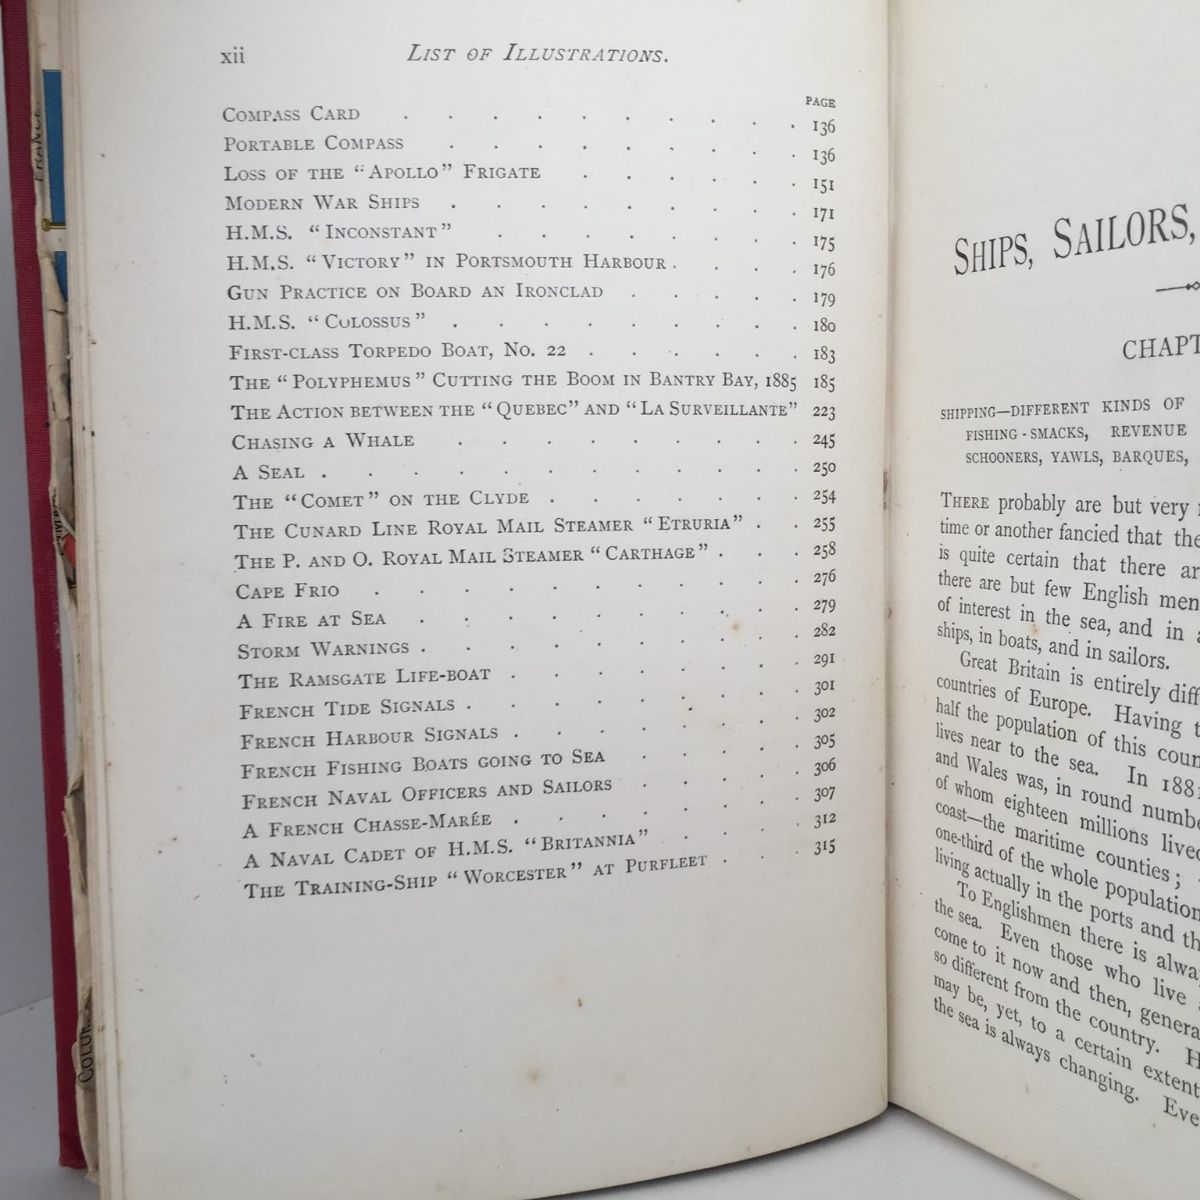 xii
LIST OF ILLUSTRATIONS.
PAGE
COMPASS CARD . . . . . . . . . . 136
PORTABLE COMPASS . . . . . . . . . 136
LOSS OF THE “APOLLO” FRIGATE . . . . . . 151
MODERN WAR SHIPS . . . . . . . . . 171
H.M.S. “INCONSTANT” . . . . . . . . 175
H.M.S. “VICTORY” IN PORTSMOUTH HARBOUR . . . . 176
GUN PRACTICE ON BOARD AN IRONCLAD . . . . . 179
H.M.S. “COLOSSUS” . . . . . . . . . 180
FIRST-CLASS TORPEDO BOAT, NO. 22 . . . . . . 183
THE “POLYPHEMUS” CUTTING THE BOOM IN BANTRY BAY, 1885 185
THE ACTION BETWEEN THE “QUEBEC” AND “LA SURVEILLANTE” 223
CHASING A WHALE . . . . . . . . . 245
A SEAL . . . . . . . . . . . . 250
THE “COMET” ON THE CLYDE . . . . . . . 254
THE CUNARD LINE ROYAL MAIL STEAMER “ETRURIA” . . 255
THE P. AND O. ROYAL MAIL STEAMER “CARTHAGE” . . . 258
CAPE FRIO . . . . . . . . . . . 276
A FIRE AT SEA . . . . . . . . . . 279
STORM WARNINGS . . . . . . . . . . 282
THE RAMSGATE LIFE-BOAT . . . . . . . . 291
FRENCH TIDE SIGNALS . . . . . . . . . 301
FRENCH HARBOUR SIGNALS . . . . . . . . 302
FRENCH FISHING BOATS GOING TO SEA . . . . . 305
FRENCH NAVAL OFFICERS AND SAILORS . . . . . 306
A FRENCH CHASSE-MARÉE . . . . . . . . 307
A NAVAL CADET OF H.M.S. “BRITANNIA” . . . . 312
THE TRAINING-SHIP “WORCESTER” AT PURFLEET . . . 315
SHIPS, SAILORS,
CHAPT
SHIPPING—DIFFERENT KINDS OF
FISHING-SMACKS, REVENUE
SCHOONERS, YAWLS, BARQUES,
THERE probably are but very
time or another fancied that the
is quite certain that there ar
there are but few English men
of interest in the sea, and in
ships, in boats, and in sailors.
Great Britain is entirely diff
countries of Europe. Having
half the population of this coun
lives near to the sea. In 1881
and Wales was, in round numbe
of whom eighteen millions lived
coast—the maritime counties;
one-third of the whole population
living actually in the ports and th
To Englishmen there is alwa
the sea. Even those who live
come to it now and then, genera
so different from the country. H
may be, yet, to a certain extent
the sea is always changing. Eve
FRANCE.
COLUR